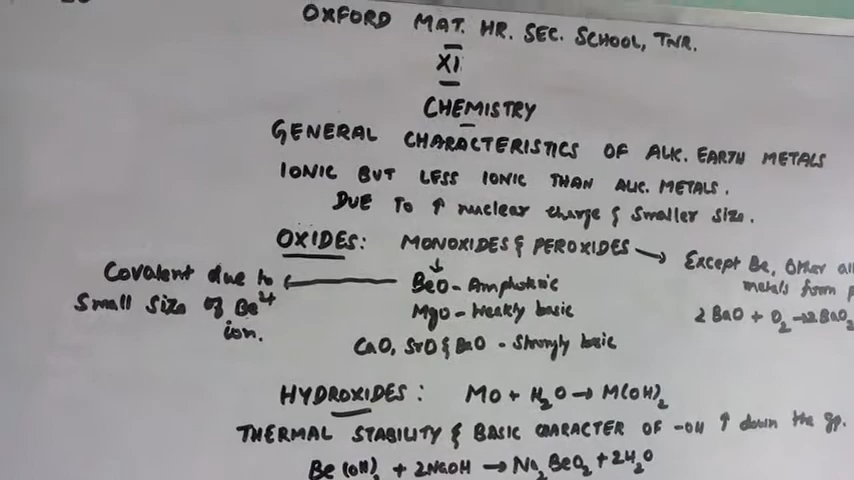 OXFORD MAT. HR. SEC. SCHOOL, TNR.
XI
CHEMISTRY
GENERAL CHARACTERISTICS OF ALK. EARTH METALS
IONIC BUT LESS IONIC THAN ALK. METALS.
DUE TO ↑ nuclear charge & smaller size.
OXIDES: MONOXIDES & PEROXIDES → Except Be, other
metals form
2 BaO + O₂ → 2BaO₂
Covalent due to ← BeO - Amphoteric
Small size of Be²⁺
ion.
MgO - Weakly basic
CaO, SrO & BaO - Strongly basic
HYDROXIDES: MO + H₂O → M(OH)₂
THERMAL STABILITY & BASIC CHARACTER OF -OH ↑ down the gp.
Be(OH)₂ + 2NaOH → Na₂BeO₂ + 2H₂O